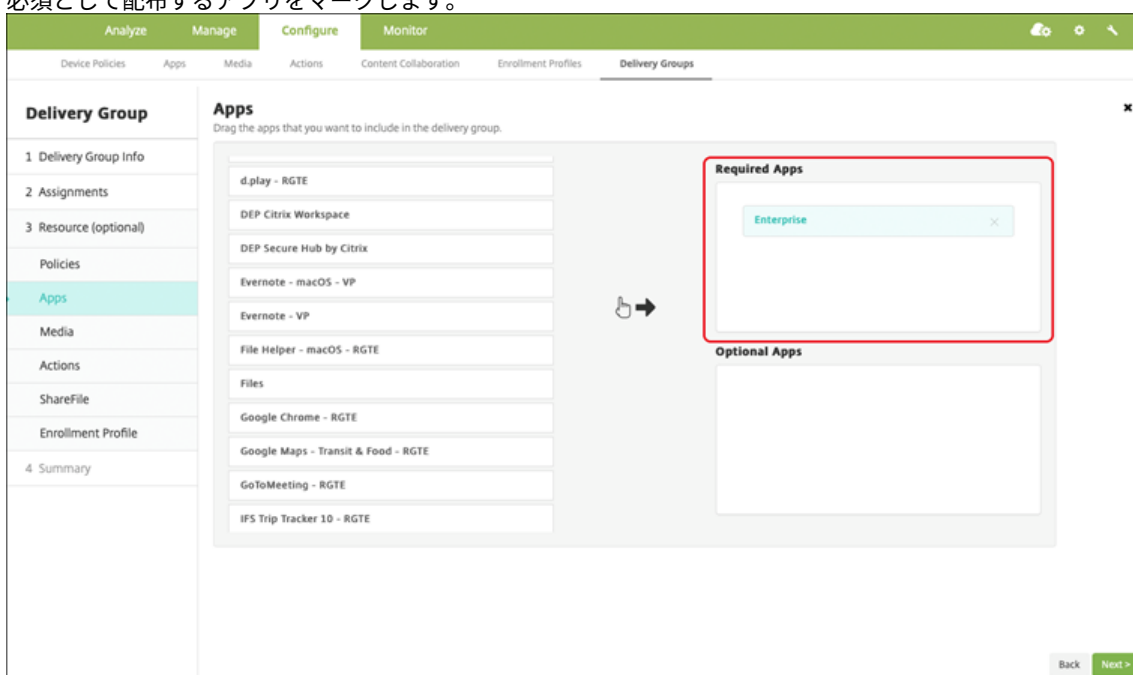 必須として配布するアプリをマークします。
Analyze Manage Configure Monitor
Device Policies Apps Media Actions Content Collaboration Enrollment Profiles Delivery Groups
Delivery Group
1 Delivery Group Info
2 Assignments
3 Resource (optional)
Policies
Apps
Media
Actions
ShareFile
Enrollment Profile
4 Summary
Apps
Drag the apps that you want to include in the delivery group.
d.play - RGTE
DEP Citrix Workspace
DEP Secure Hub by Citrix
Evernote - macOS - VP
Evernote - VP
File Helper - macOS - RGTE
Files
Google Chrome - RGTE
Google Maps - Transit & Food - RGTE
GoToMeeting - RGTE
IFS Trip Tracker 10 - RGTE
Required Apps
Enterprise
Optional Apps
Back Next >